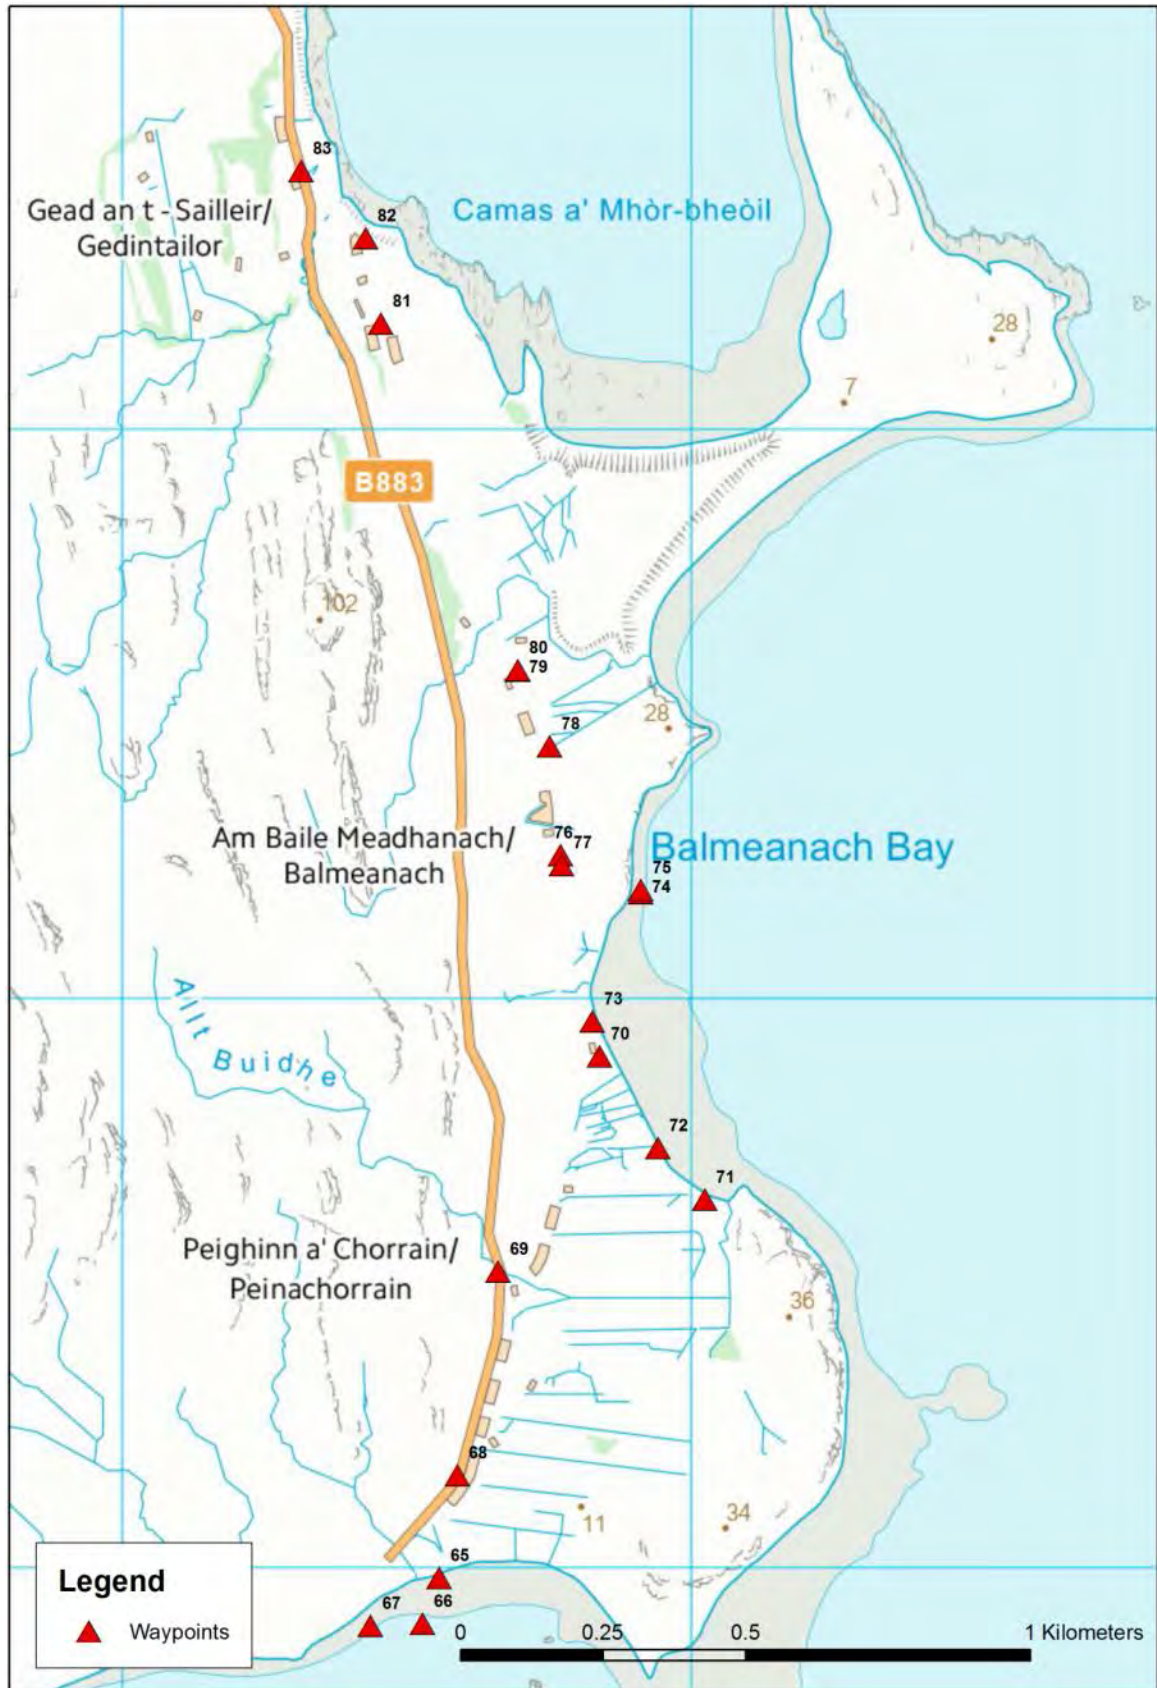 83
Gead an t - Sailleir/
Gedintailor
82
Camas a' Mhòr-bheòil
81
28
7
B883
102
80
79
28
78
Am Baile Meadhanach/
Balmeanach
76
77
Balmeanach Bay
75
74
Allt Buidhe
73
70
72
71
Peighinn a' Chorrain/
Peinachorrain
69
36
68
11
34
65
67
66
Legend
Waypoints
0 0.25 0.5 1 Kilometers